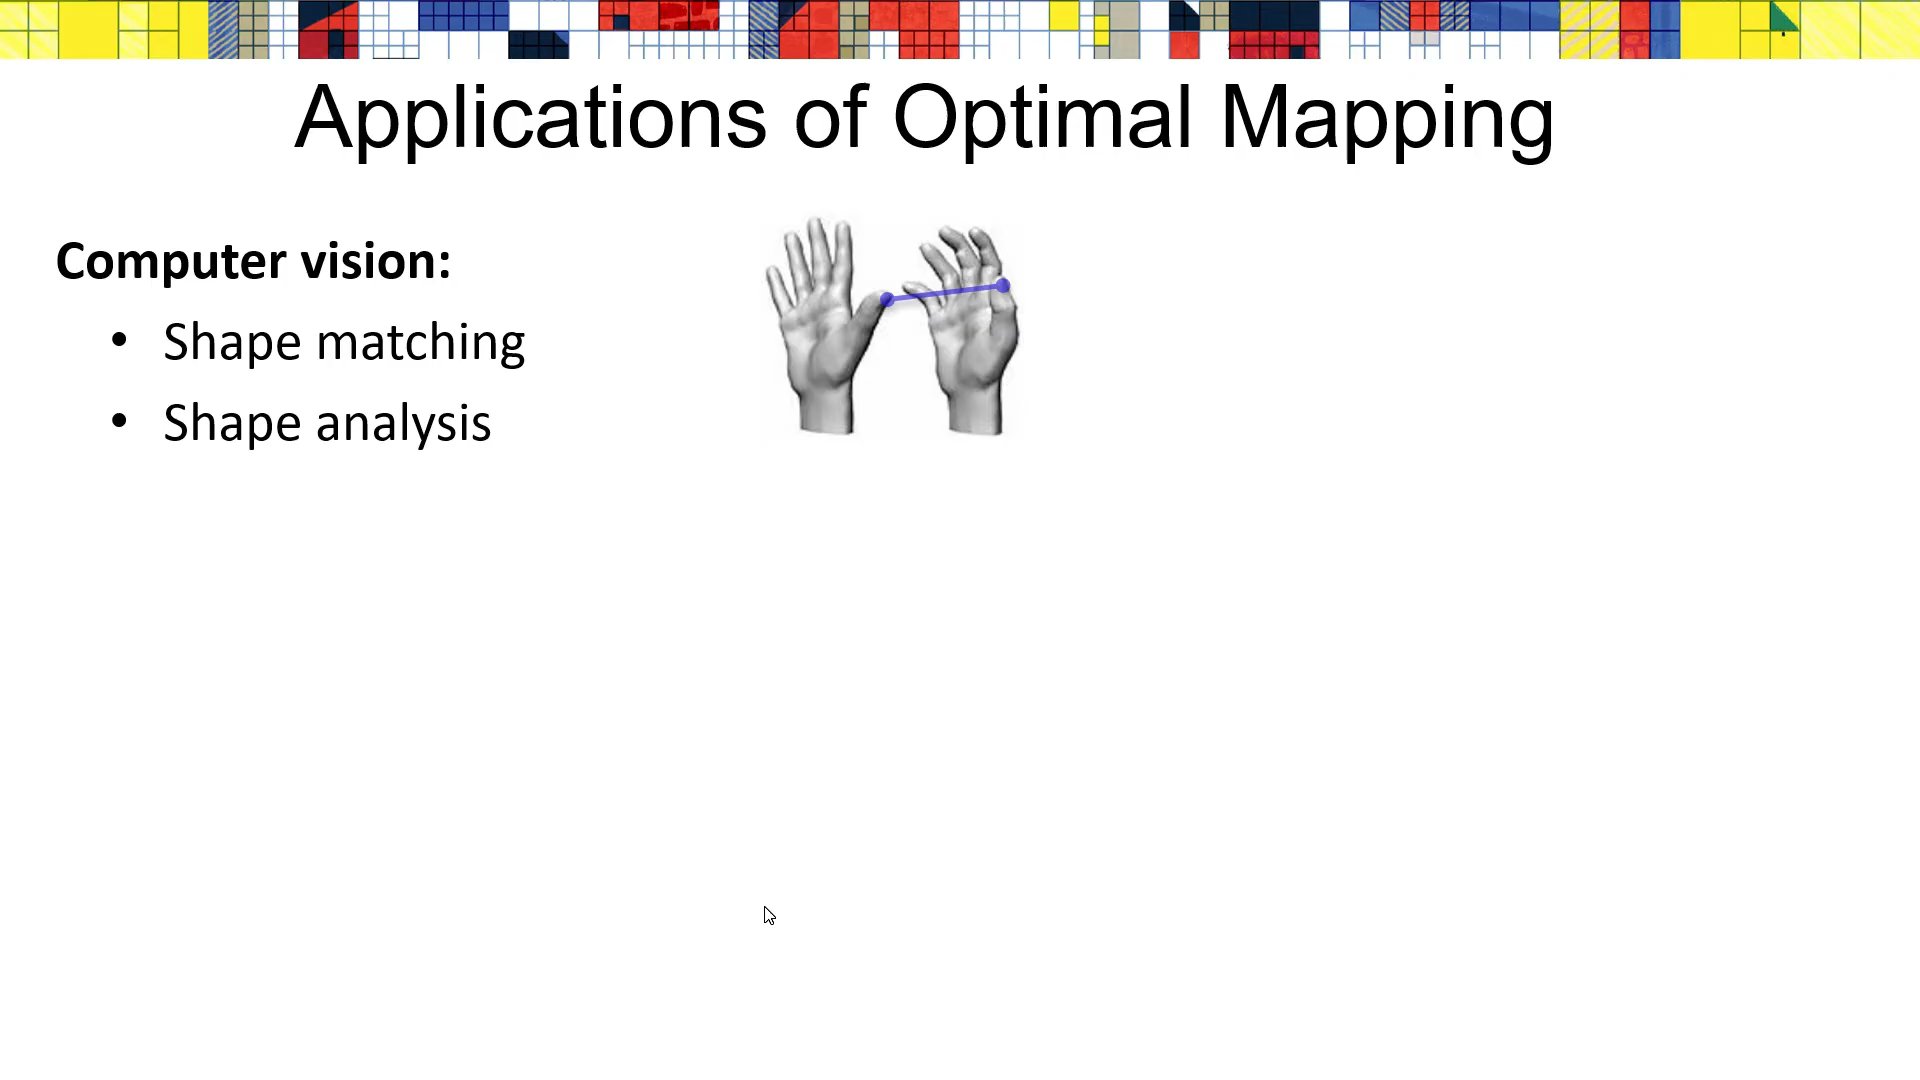 Applications of Optimal Mapping
Computer vision:
• Shape matching
• Shape analysis